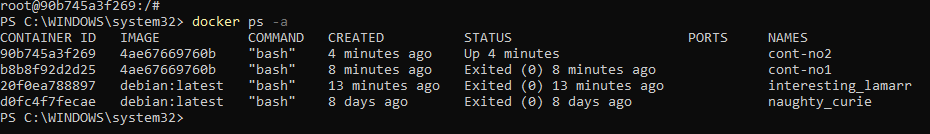 root@90b745a3f269:/#
PS C:\WINDOWS\system32> docker ps -a
CONTAINER ID   IMAGE           COMMAND   CREATED          STATUS                     PORTS     NAMES
90b745a3f269   4ae67669760b    "bash"    4 minutes ago    Up 4 minutes                         cont-no2
b8b8f92d2d25   4ae67669760b    "bash"    8 minutes ago    Exited (0) 8 minutes ago             cont-no1
20f0ea788897   debian:latest   "bash"    13 minutes ago   Exited (0) 13 minutes ago            interesting_lamarr
d0fc4f7fecae   debian:latest   "bash"    8 days ago       Exited (0) 8 days ago                naughty_curie
PS C:\WINDOWS\system32>